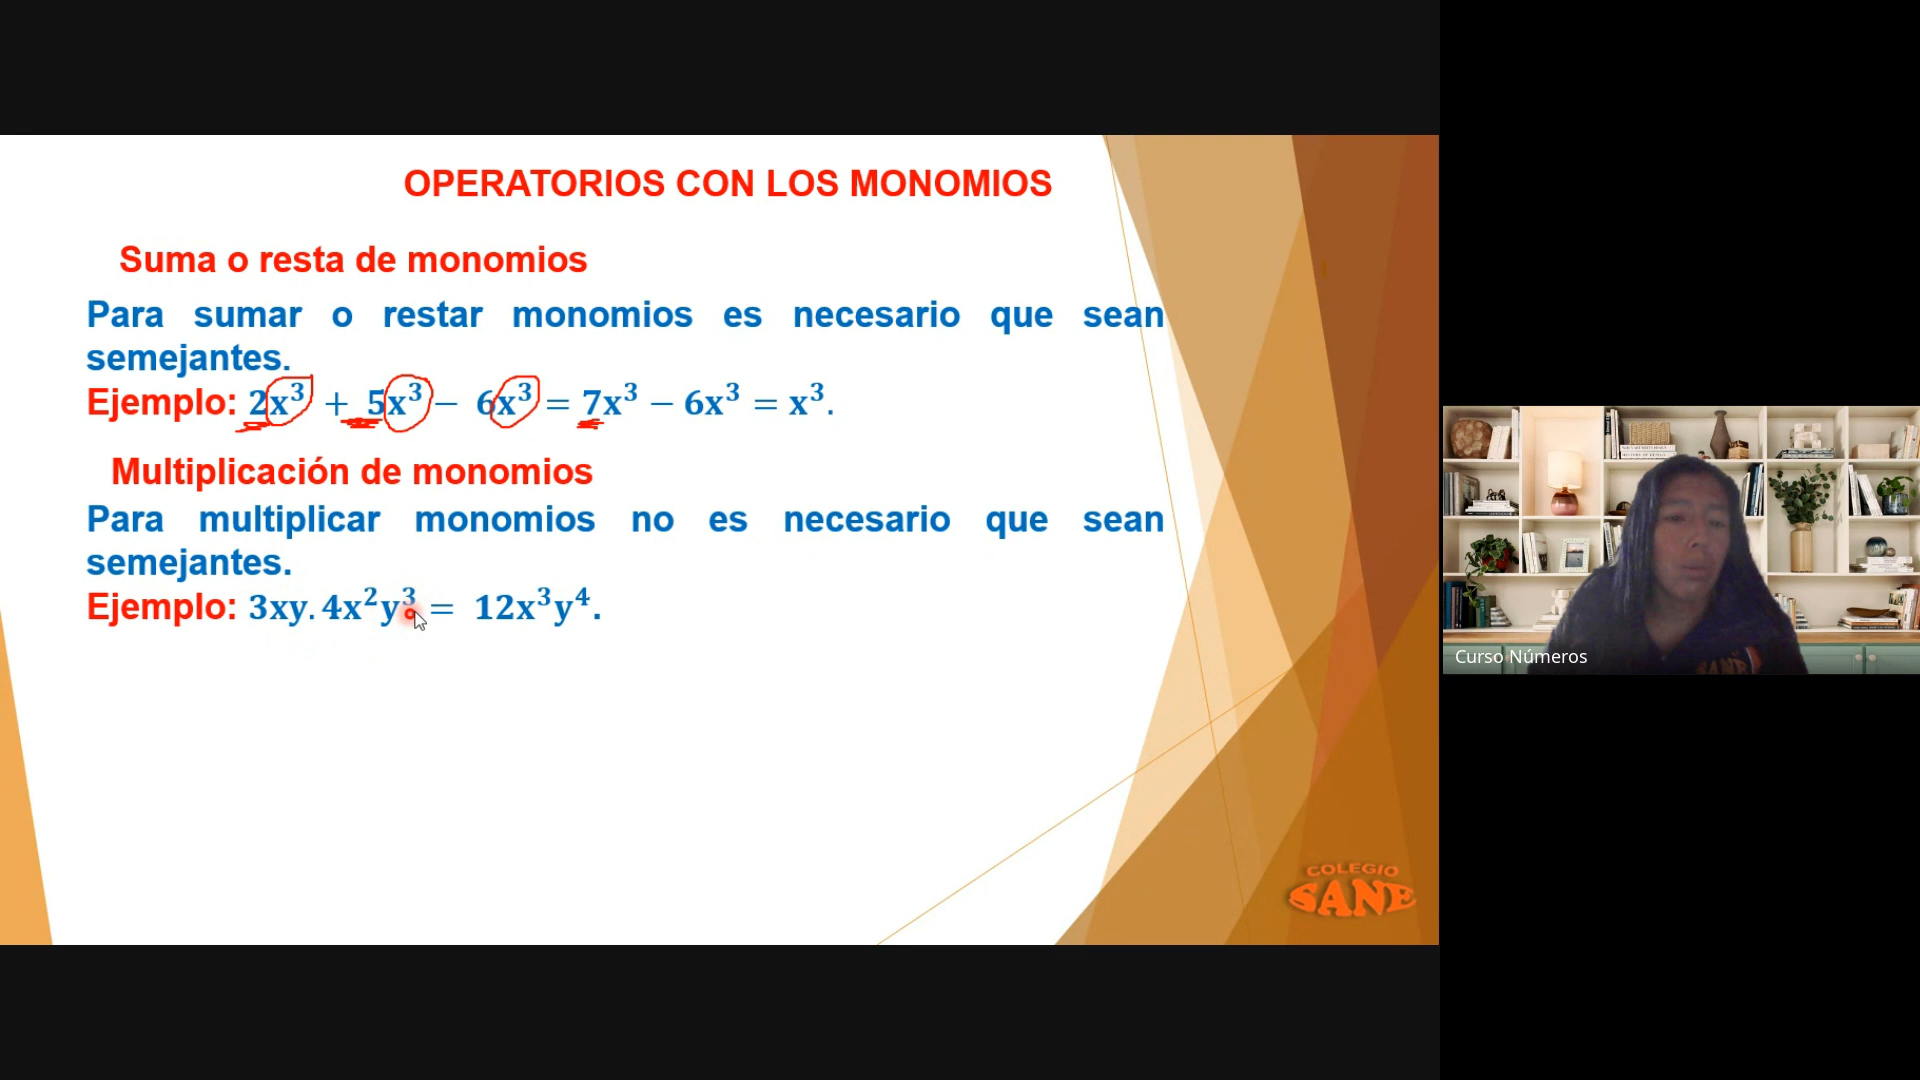 OPERATORIOS CON LOS MONOMIOS
Suma o resta de monomios
Para sumar o restar monomios es necesario que sean
semejantes.
Ejemplo: 2x³ + 5x³ − 6x³ = 7x³ − 6x³ = x³.
Multiplicación de monomios
Para multiplicar monomios no es necesario que sean
semejantes.
Ejemplo: 3xy. 4x²y³ = 12x³y⁴.
COLEGIO
SANE
Curso Números